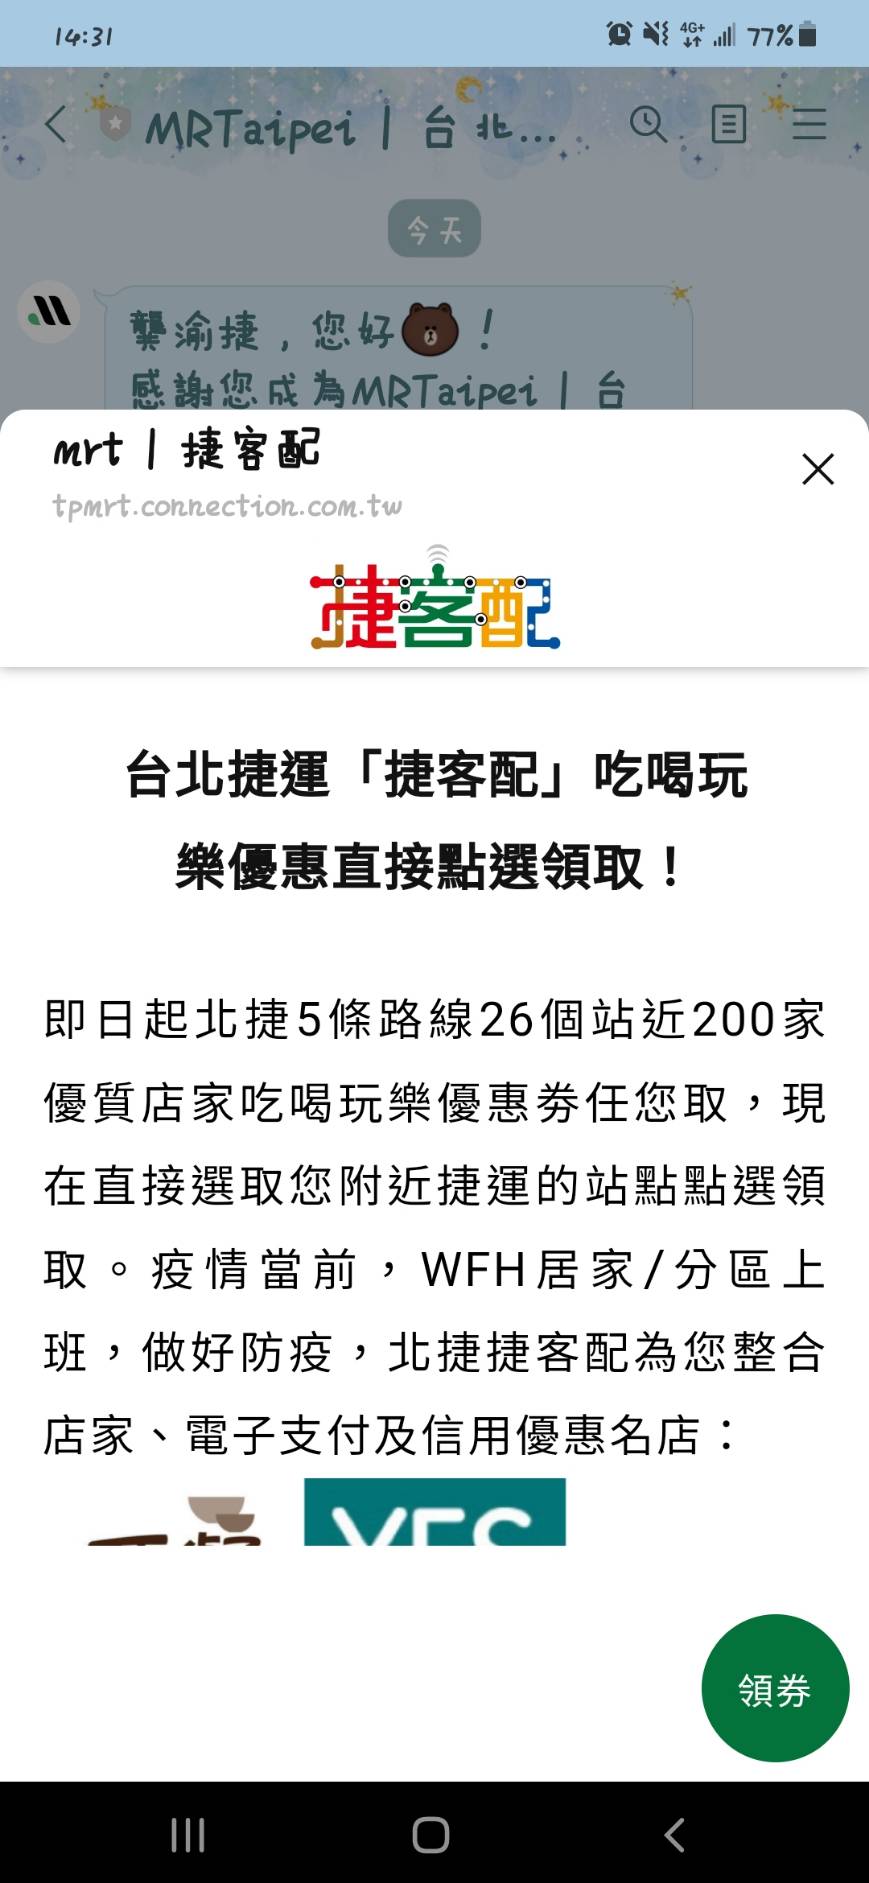 14:31
4G+
77%
MRTaipei | 台北...
今天
龔渝捷，您好！
感謝您成為MRTaipei | 台
mrt | 捷客配
tpmrt.connection.com.tw
捷客配
台北捷運「捷客配」吃喝玩
樂優惠直接點選領取！
即日起北捷5條路線26個站近200家
優質店家吃喝玩樂優惠券任您取，現
在直接選取您附近捷運的站點點選領
取。疫情當前，WFH居家/分區上
班，做好防疫，北捷捷客配為您整合
店家、電子支付及信用優惠名店：
YES
領券